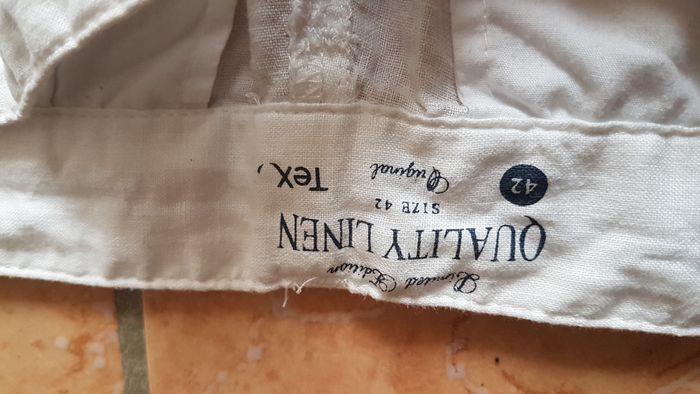 Limited Edition
QUALITY LINEN
SIZE 42
Original
TEX,
42